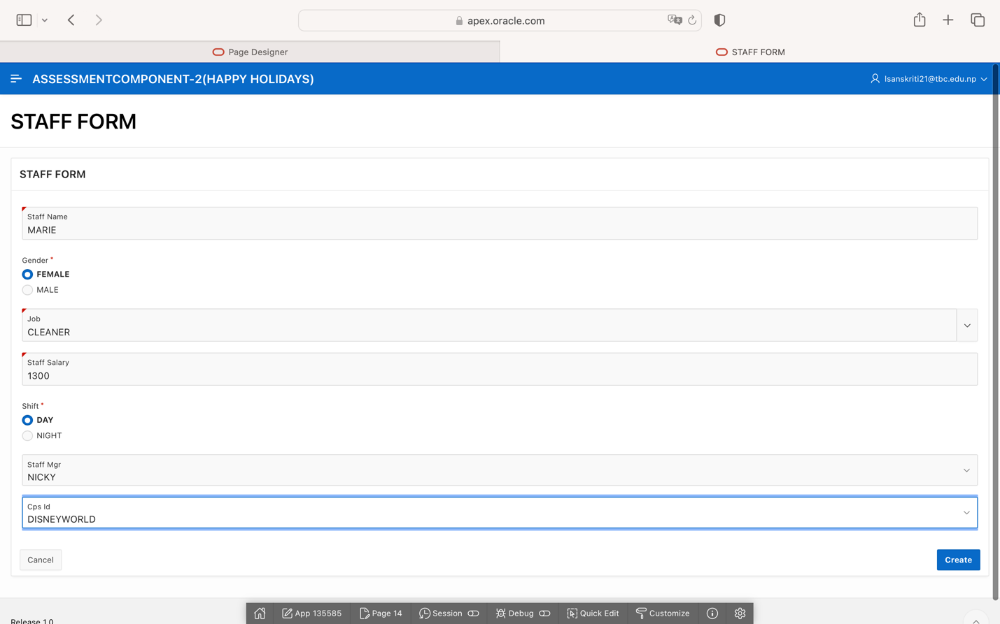 apex.oracle.com
Page Designer
STAFF FORM
ASSESSMENTCOMPONENT-2(HAPPY HOLIDAYS)
lsanskriti21@tbc.edu.np
STAFF FORM
STAFF FORM
Staff Name
MARIE
Gender *
FEMALE
MALE
Job
CLEANER
Staff Salary
1300
Shift *
DAY
NIGHT
Staff Mgr
NICKY
Cps Id
DISNEYWORLD
Cancel
Create
App 135585
Page 14
Session
Debug
Quick Edit
Customize
Release 1.0